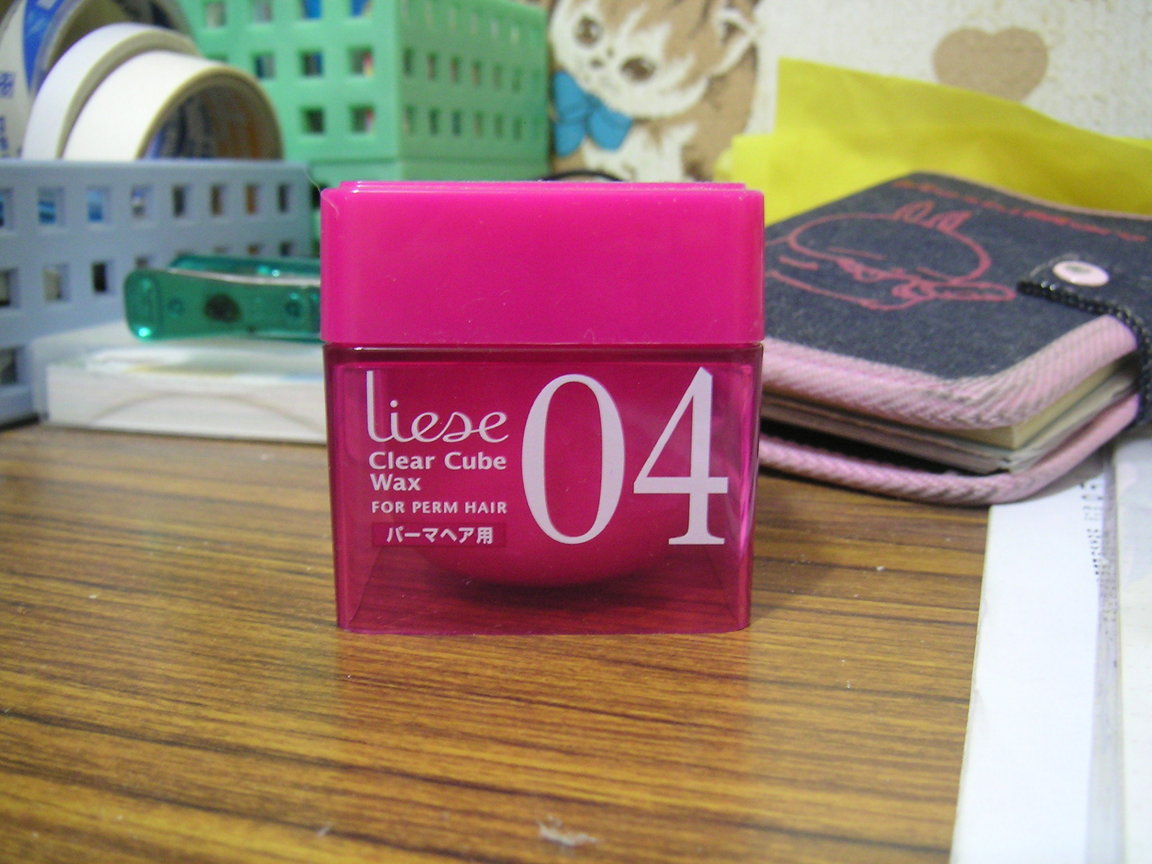 liese
Clear Cube
Wax
FOR PERM HAIR
パーマヘア用
04